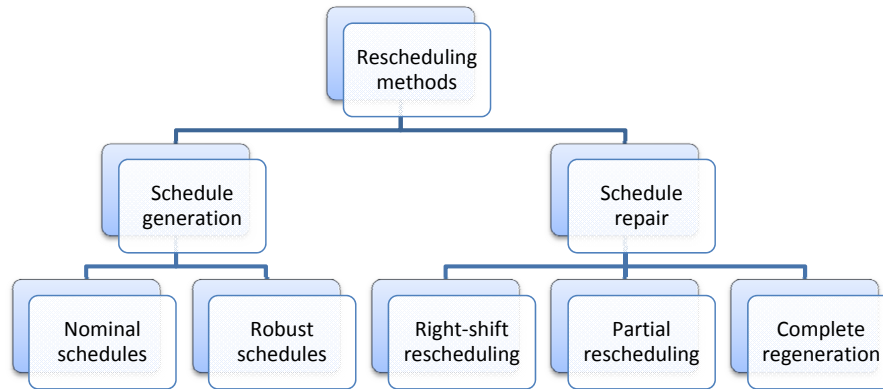 Rescheduling
methods
Schedule
generation
Schedule
repair
Nominal
schedules
Robust
schedules
Right-shift
rescheduling
Partial
rescheduling
Complete
regeneration